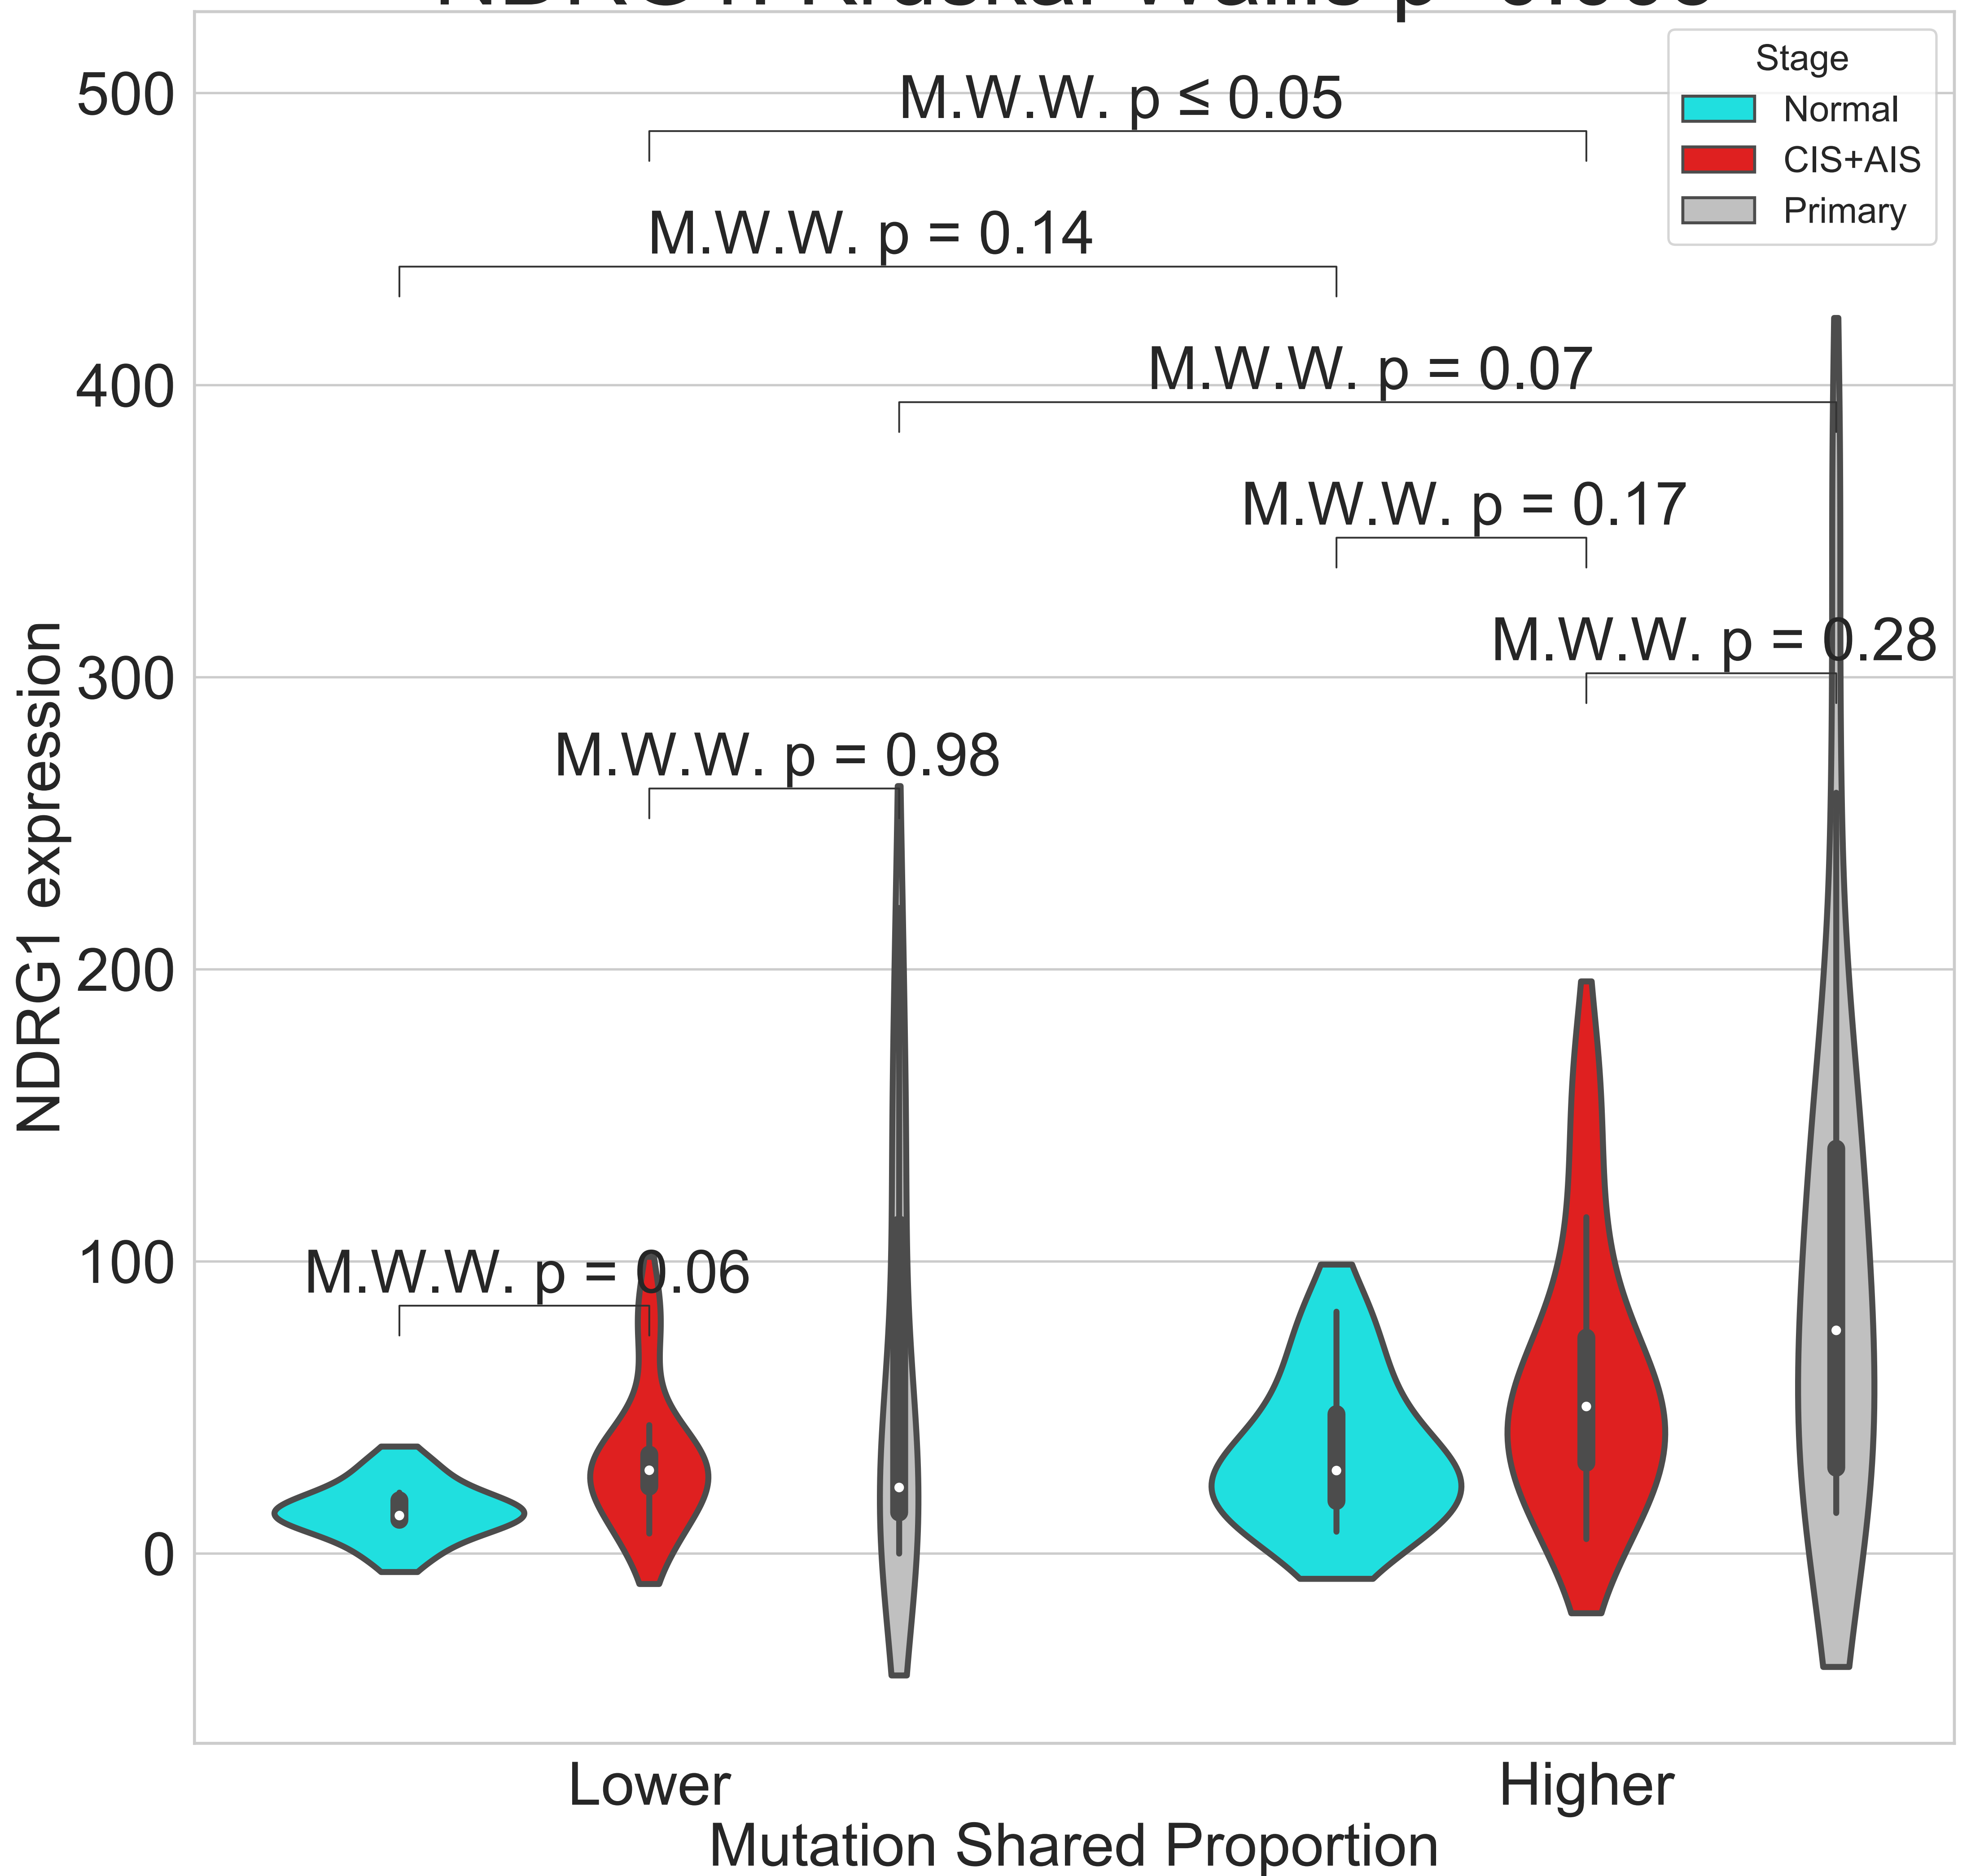 500
400
300
200
100
0
NDRG1 expression
M.W.W. p ≤ 0.05
M.W.W. p = 0.14
M.W.W. p = 0.07
M.W.W. p = 0.17
M.W.W. p = 0.28
M.W.W. p = 0.98
M.W.W. p = 0.06
Stage
Normal
CIS+AIS
Primary
Lower
Higher
Mutation Shared Proportion